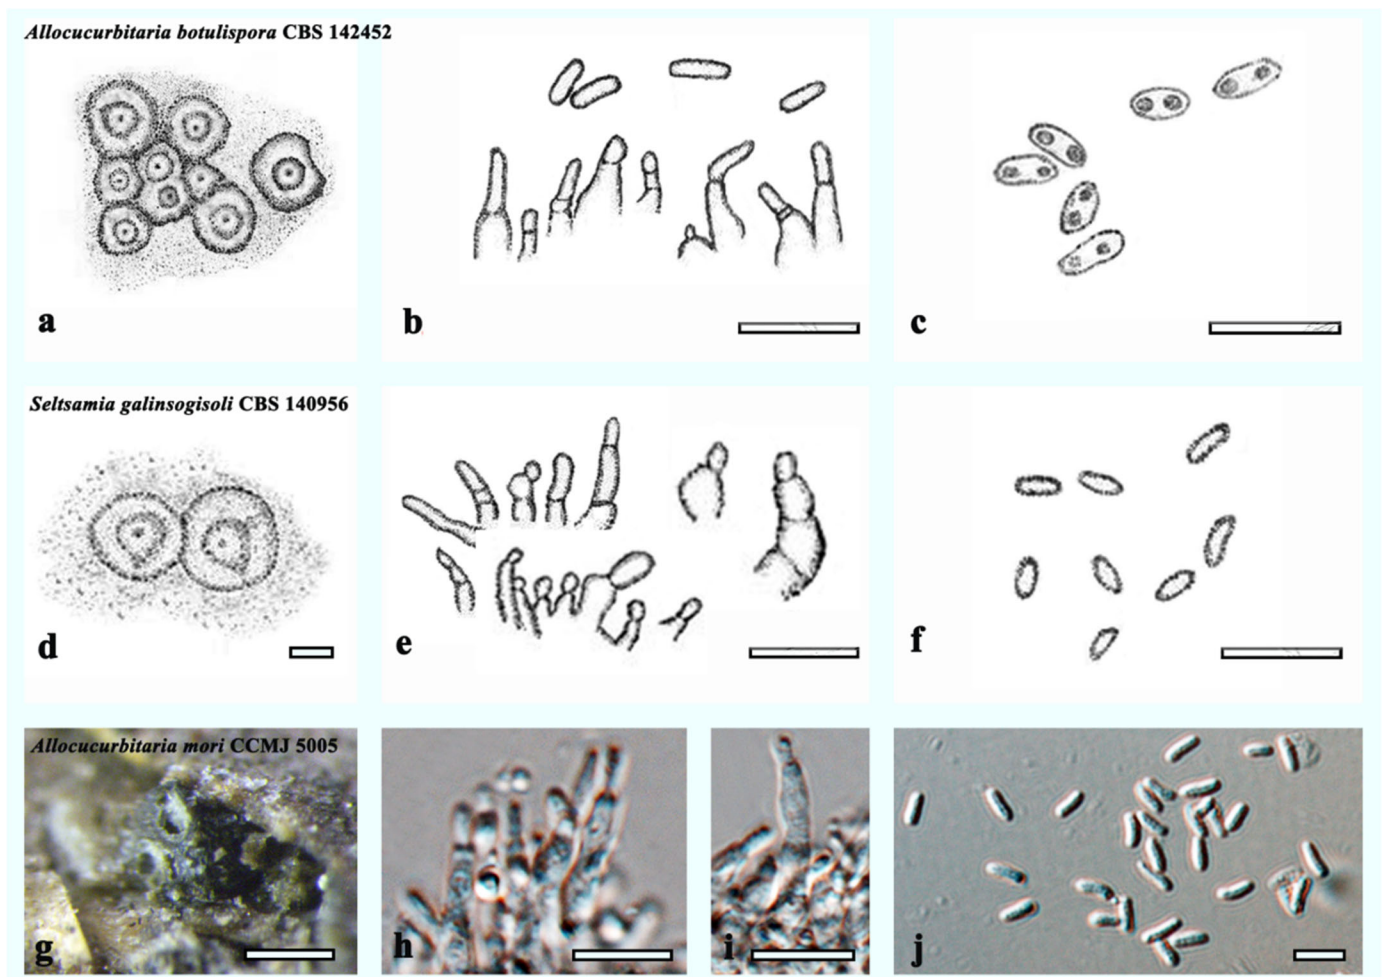 Allocucurbitaria botulispora CBS 142452
a
b
c
Seltsamia galinsogisoli CBS 140956
d
e
f
Allocucurbitaria mori CCMJ 5005
g
h
i
j